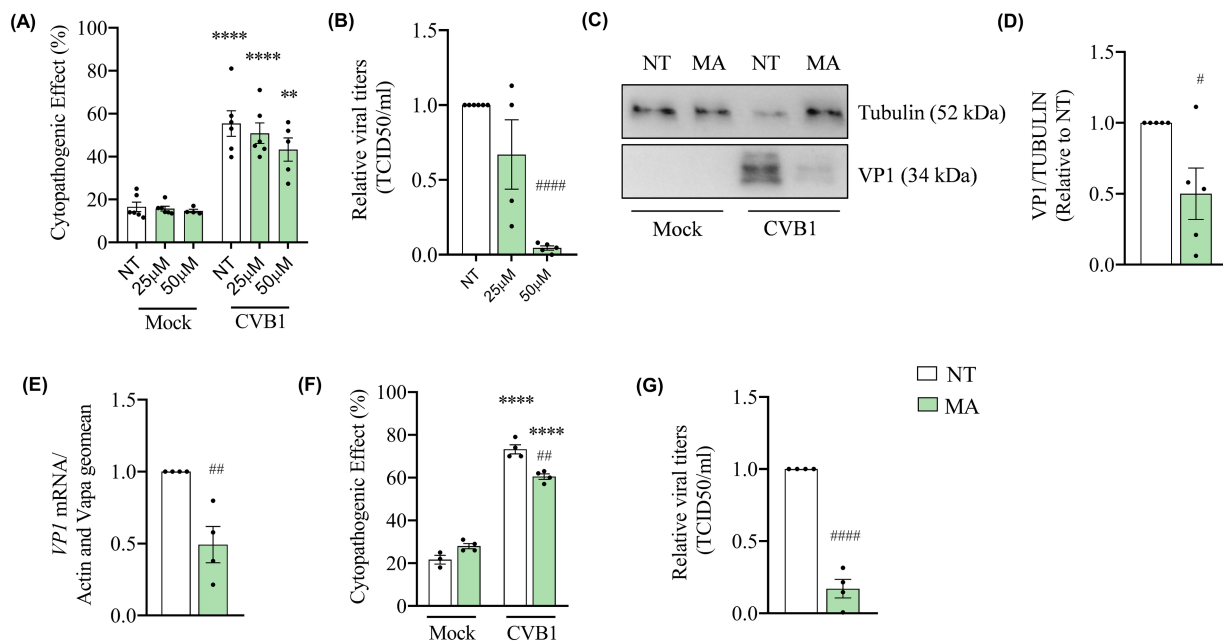 (A)
Cytopathogenic Effect (%)
100
80
60
40
20
0
****
****
**
NT
25μM
50μM
NT
25μM
50μM
Mock
CVB1
(B)
Relative viral titers
(TCID50/ml)
1.5
1.0
0.5
0.0
####
NT
25μM
50μM
(C)
NT MA NT MA
Tubulin (52 kDa)
VP1 (34 kDa)
Mock CVB1
(D)
VP1/TUBULIN
(Relative to NT)
1.5
1.0
0.5
0.0
#
(E)
VP1 mRNA/
Actin and Vapa geomean
1.5
1.0
0.5
0.0
##
(F)
Cytopathogenic Effect (%)
100
80
60
40
20
0
****
****
##
Mock CVB1
(G)
Relative viral titers
(TCID50/ml)
1.5
1.0
0.5
0.0
####
NT
MA